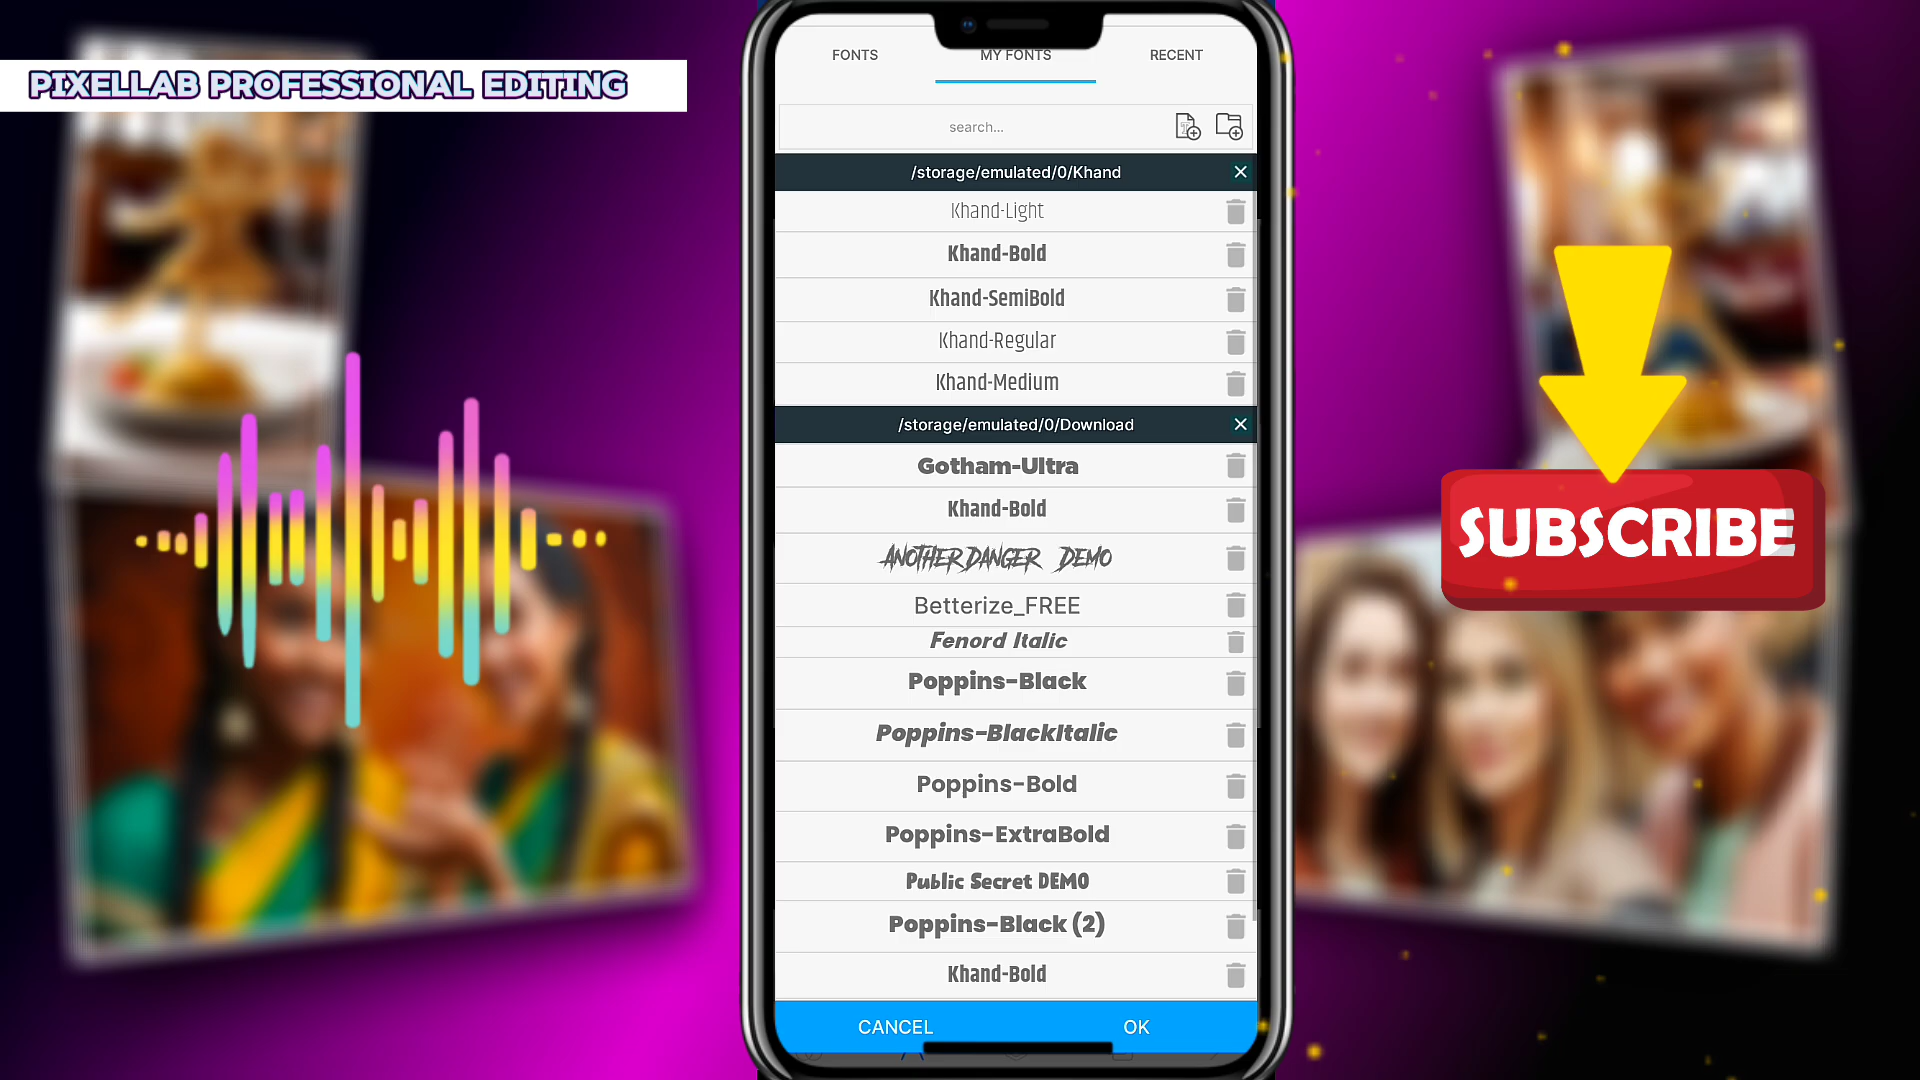 PIXELLAB PROFESSIONAL EDITING
FONTS
MY FONTS
RECENT
search...
/storage/emulated/0/Khand
Khand-Light
Khand-Bold
Khand-SemiBold
Khand-Regular
Khand-Medium
/storage/emulated/0/Download
Gotham-Ultra
Khand-Bold
ANOTHER DANGER DEMO
Betterize_FREE
Fenord Italic
Poppins-Black
Poppins-BlackItalic
Poppins-Bold
Poppins-ExtraBold
Public Secret DEMO
Poppins-Black (2)
Khand-Bold
CANCEL
OK
SUBSCRIBE